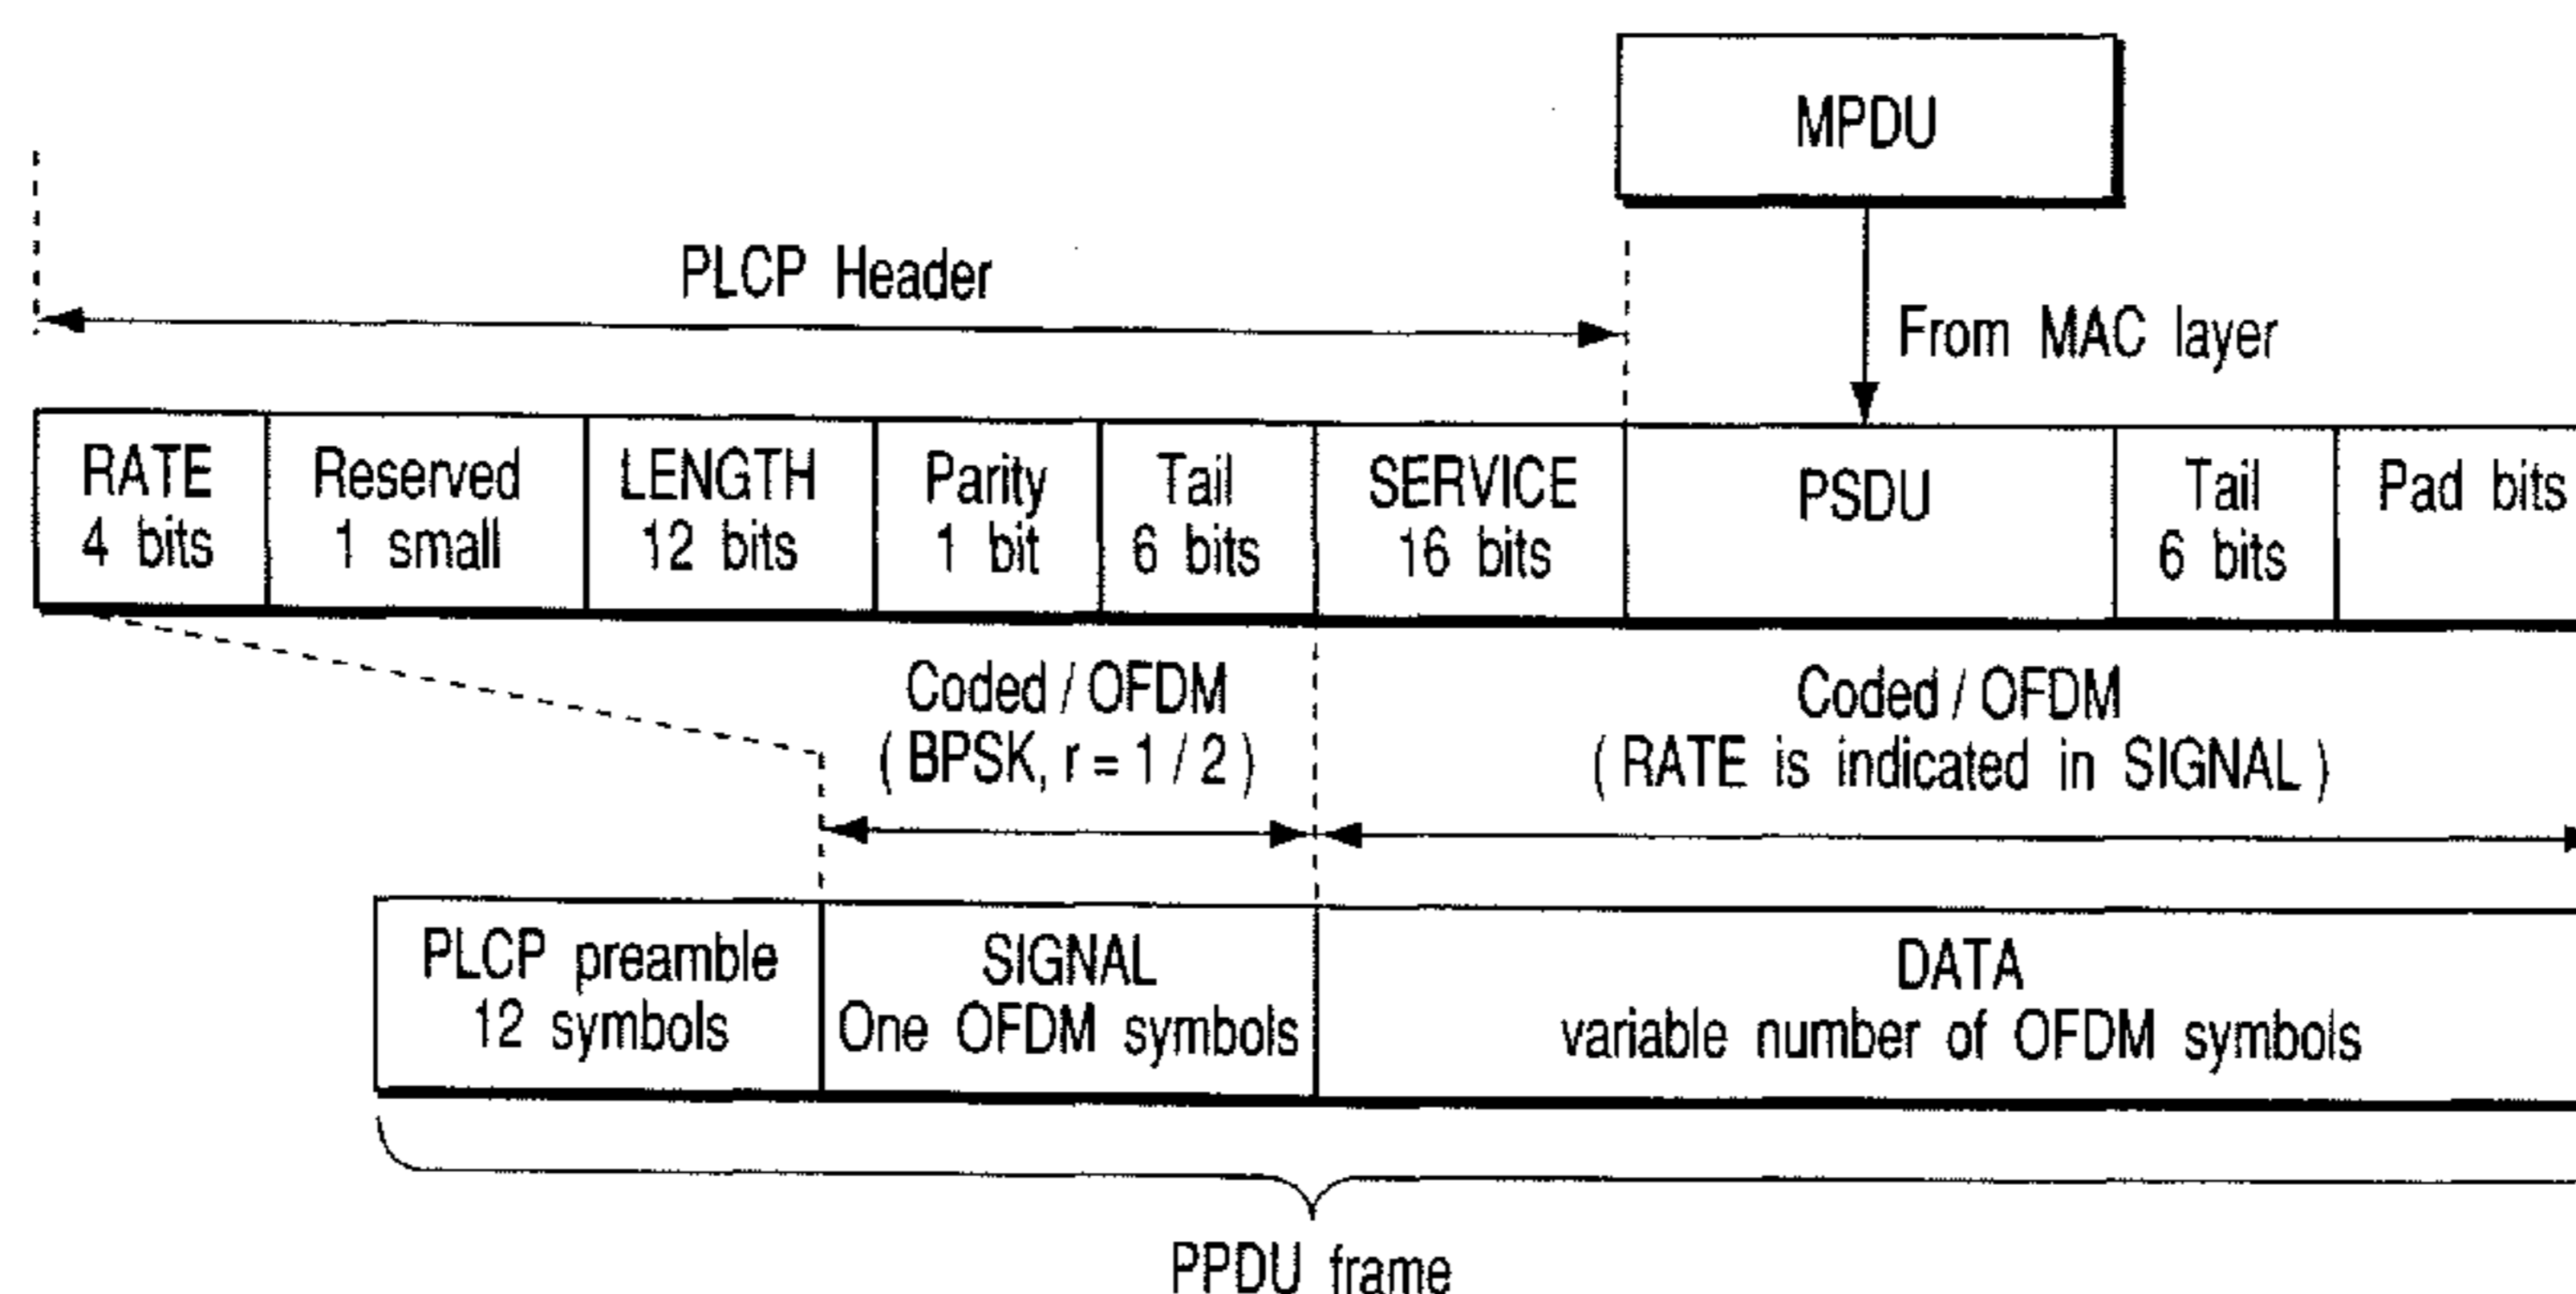 MPDU
PLCP Header
From MAC layer
RATE
4 bits
Reserved
1 small
LENGTH
12 bits
Parity
1 bit
Tail
6 bits
SERVICE
16 bits
PSDU
Tail
6 bits
Pad bits
Coded / OFDM
( BPSK, r = 1 / 2 )
Coded / OFDM
( RATE is indicated in SIGNAL )
PLCP preamble
12 symbols
SIGNAL
One OFDM symbols
DATA
variable number of OFDM symbols
PPDU frame